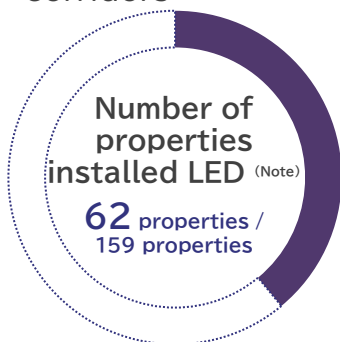 Number of
properties
installed LED (Note)
62 properties /
159 properties